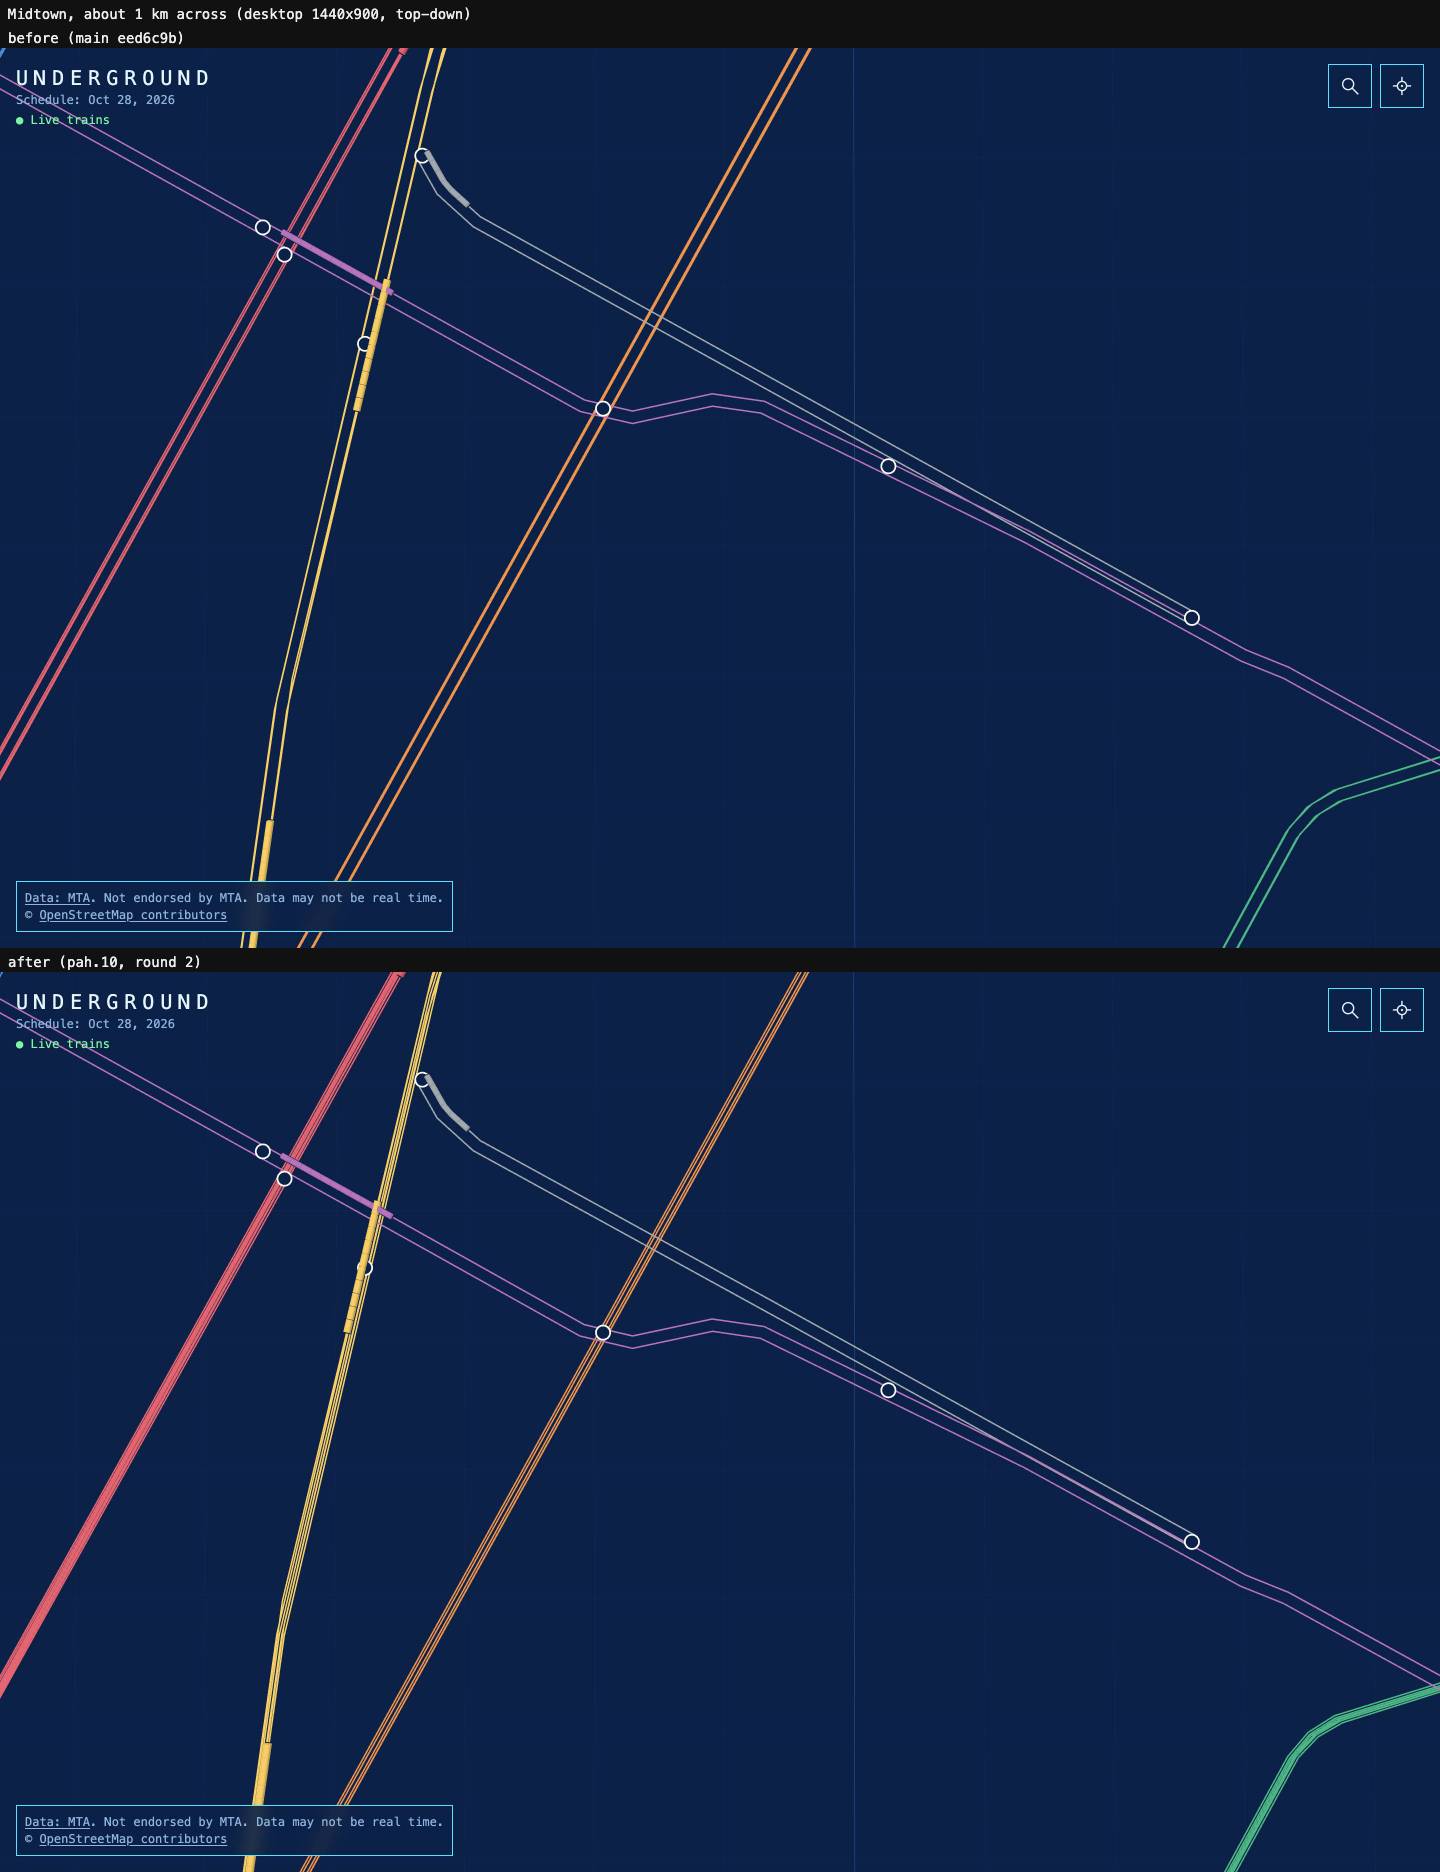 Midtown, about 1 km across (desktop 1440x900, top-down)
before (main eed6c9b)
UNDERGROUND
Schedule: Oct 28, 2026
Live trains
Data: MTA. Not endorsed by MTA. Data may not be real time.
© OpenStreetMap contributors
after (pah.10, round 2)
UNDERGROUND
Schedule: Oct 28, 2026
Live trains
Data: MTA. Not endorsed by MTA. Data may not be real time.
© OpenStreetMap contributors